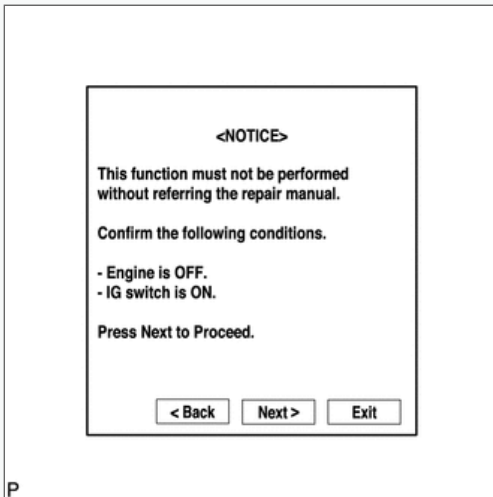 <NOTICE>
This function must not be performed
without referring the repair manual.
Confirm the following conditions.
- Engine is OFF.
- IG switch is ON.
Press Next to Proceed.
< Back Next > Exit
P